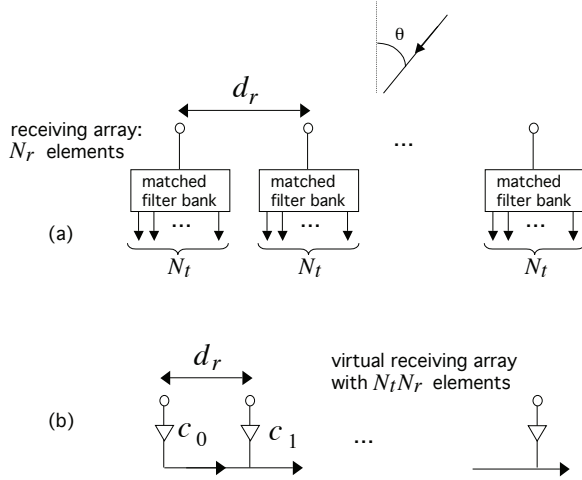 θ
d_r
receiving array:
N_r elements
...
matched filter bank
matched filter bank
matched filter bank
... ... ...
(a)
N_t N_t N_t
d_r
virtual receiving array
with N_tN_r elements
(b)
c_0 c_1 ...